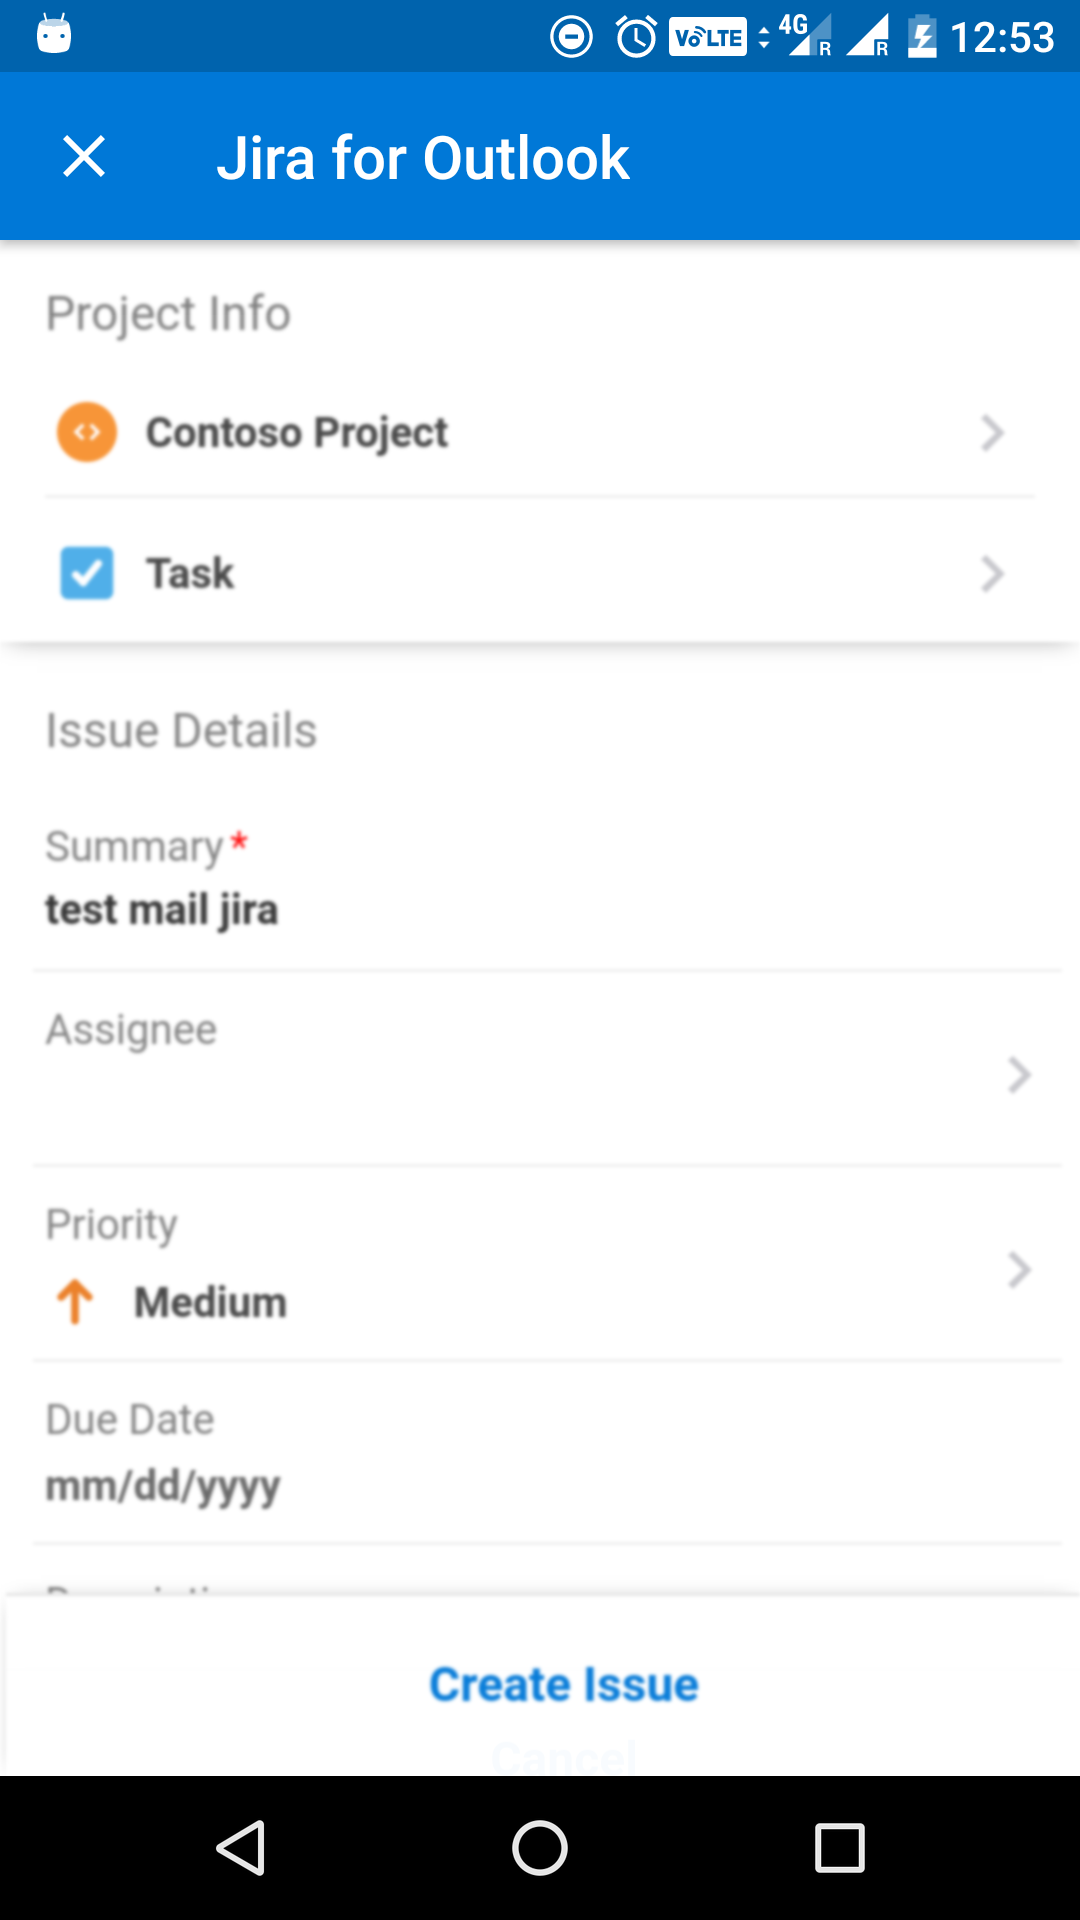 VoLTE 4G R R 12:53
Jira for Outlook
Project Info
Contoso Project
Task
Issue Details
Summary *
test mail jira
Assignee
Priority
Medium
Due Date
mm/dd/yyyy
Create Issue
Cancel